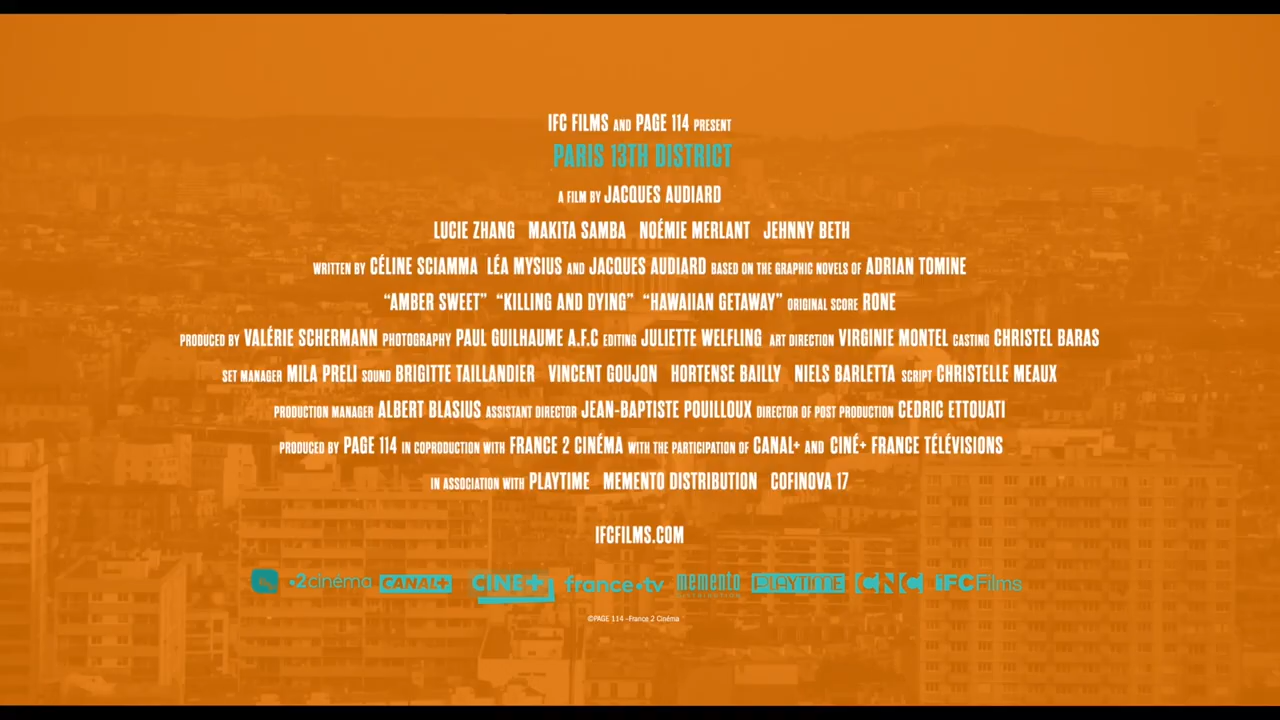 IFC FILMS AND PAGE 114 PRESENT
PARIS 13TH DISTRICT
A FILM BY JACQUES AUDIARD
LUCIE ZHANG MAKITA SAMBA NOÉMIE MERLANT JEHNNY BETH
WRITTEN BY CÉLINE SCIAMMA LÉA MYSIUS AND JACQUES AUDIARD BASED ON THE GRAPHIC NOVELS OF ADRIAN TOMINE
“AMBER SWEET” “KILLING AND DYING” “HAWAIIAN GETAWAY” ORIGINAL SCORE RONE
PRODUCED BY VALÉRIE SCHERMANN PHOTOGRAPHY PAUL GUILHAUME A.F.C EDITING JULIETTE WELFLING ART DIRECTION VIRGINIE MONTEL CASTING CHRISTEL BARAS
SET MANAGER MILA PRELI SOUND BRIGITTE TAILLANDIER VINCENT GOUJON HORTENSE BAILLY NIELS BARLETTA SCRIPT CHRISTELLE MEAUX
PRODUCTION MANAGER ALBERT BLASIUS ASSISTANT DIRECTOR JEAN-BAPTISTE POUILLOUX DIRECTOR OF POST PRODUCTION CEDRIC ETTOUATI
PRODUCED BY PAGE 114 IN COPRODUCTION WITH FRANCE 2 CINÉMA WITH THE PARTICIPATION OF CANAL+ AND CINÉ+ FRANCE TÉLÉVISIONS
IN ASSOCIATION WITH PLAYTIME MEMENTO DISTRIBUTION COFINOVA 17
IFCFILMS.COM
•2cinéma CANAL+ CINE+ france•tv memento DISTRIBUTION PLAYTIME CNC IFC Films
©PAGE 114 -France 2 Cinéma